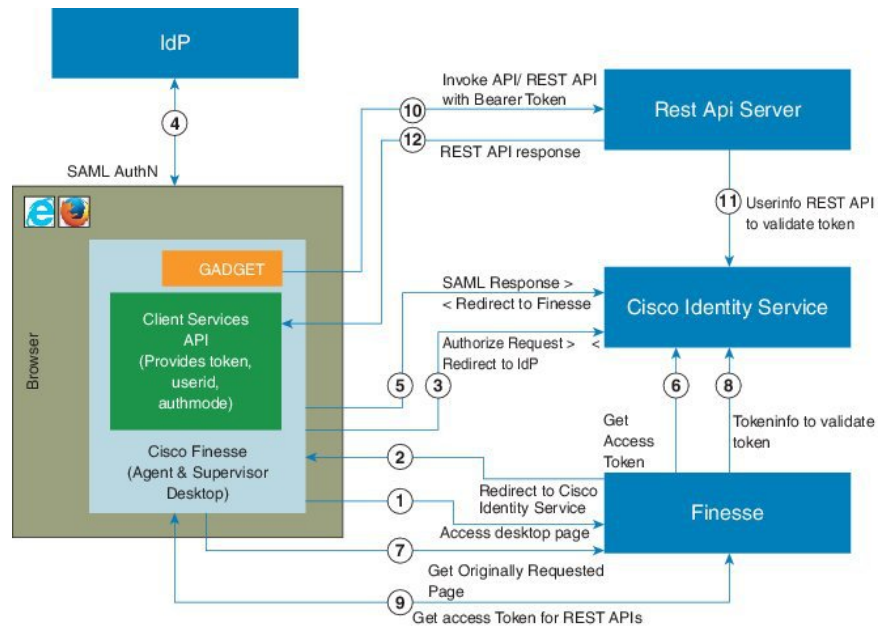 IdP
4
SAML AuthN
Browser
GADGET
Client Services
API
(Provides token,
userid,
authmode)
Cisco Finesse
(Agent & Supervisor
Desktop)
Invoke API/ REST API
with Bearer Token
10
12
REST API response
Rest Api Server
11
Userinfo REST API
to validate token
SAML Response >
< Redirect to Finesse
Cisco Identity Service
Authorize Request > <
Redirect to IdP
5
3
6
8
Get
Access
Token
Tokeninfo to validate
token
2
Redirect to Cisco
Identity Service
1
Access desktop page
Finesse
7
Get Originally Requested
Page
9
Get access Token for REST APIs